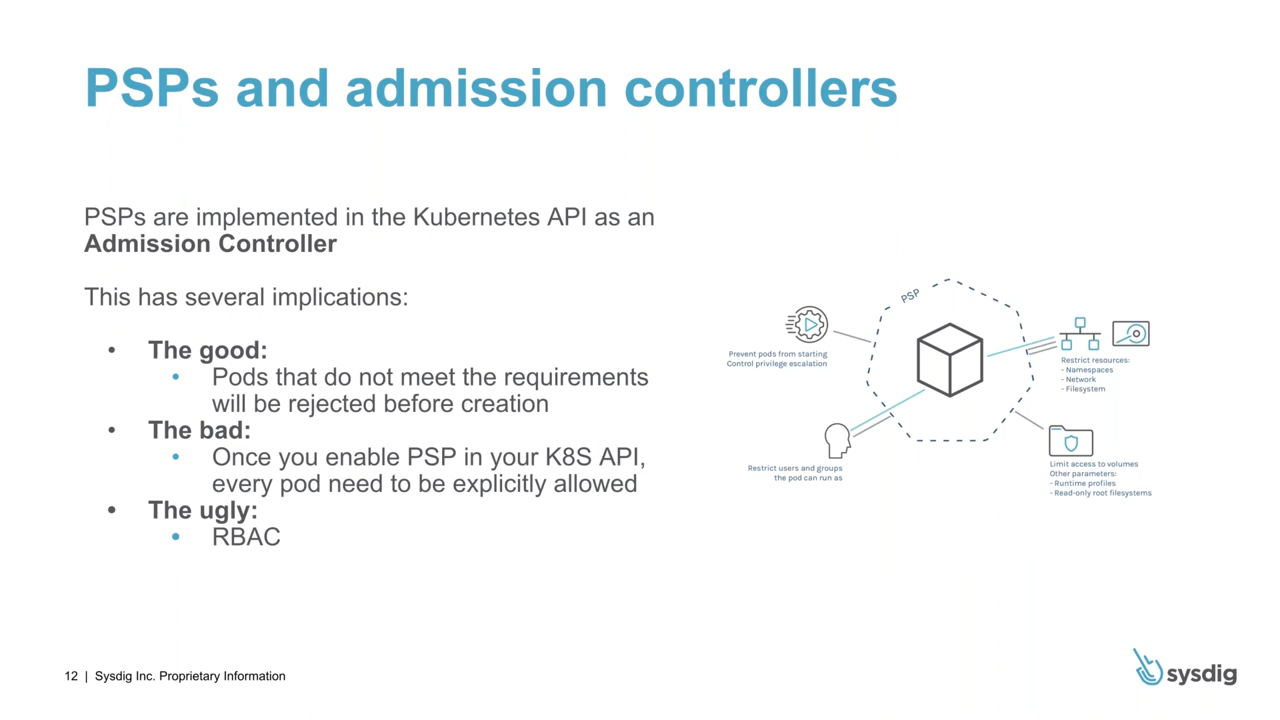 PSPs and admission controllers
PSPs are implemented in the Kubernetes API as an
Admission Controller
This has several implications:
• The good:
• Pods that do not meet the requirements
will be rejected before creation
• The bad:
• Once you enable PSP in your K8S API,
every pod need to be explicitly allowed
• The ugly:
• RBAC
PSP
Prevent pods from starting
Control privilege escalation
Restrict resources:
- Namespaces
- Network
- Filesystem
Restrict users and groups
the pod can run as
Limit access to volumes
Other parameters:
- Runtime profiles
- Read-only root filesystems
12 | Sysdig Inc. Proprietary Information
sysdig